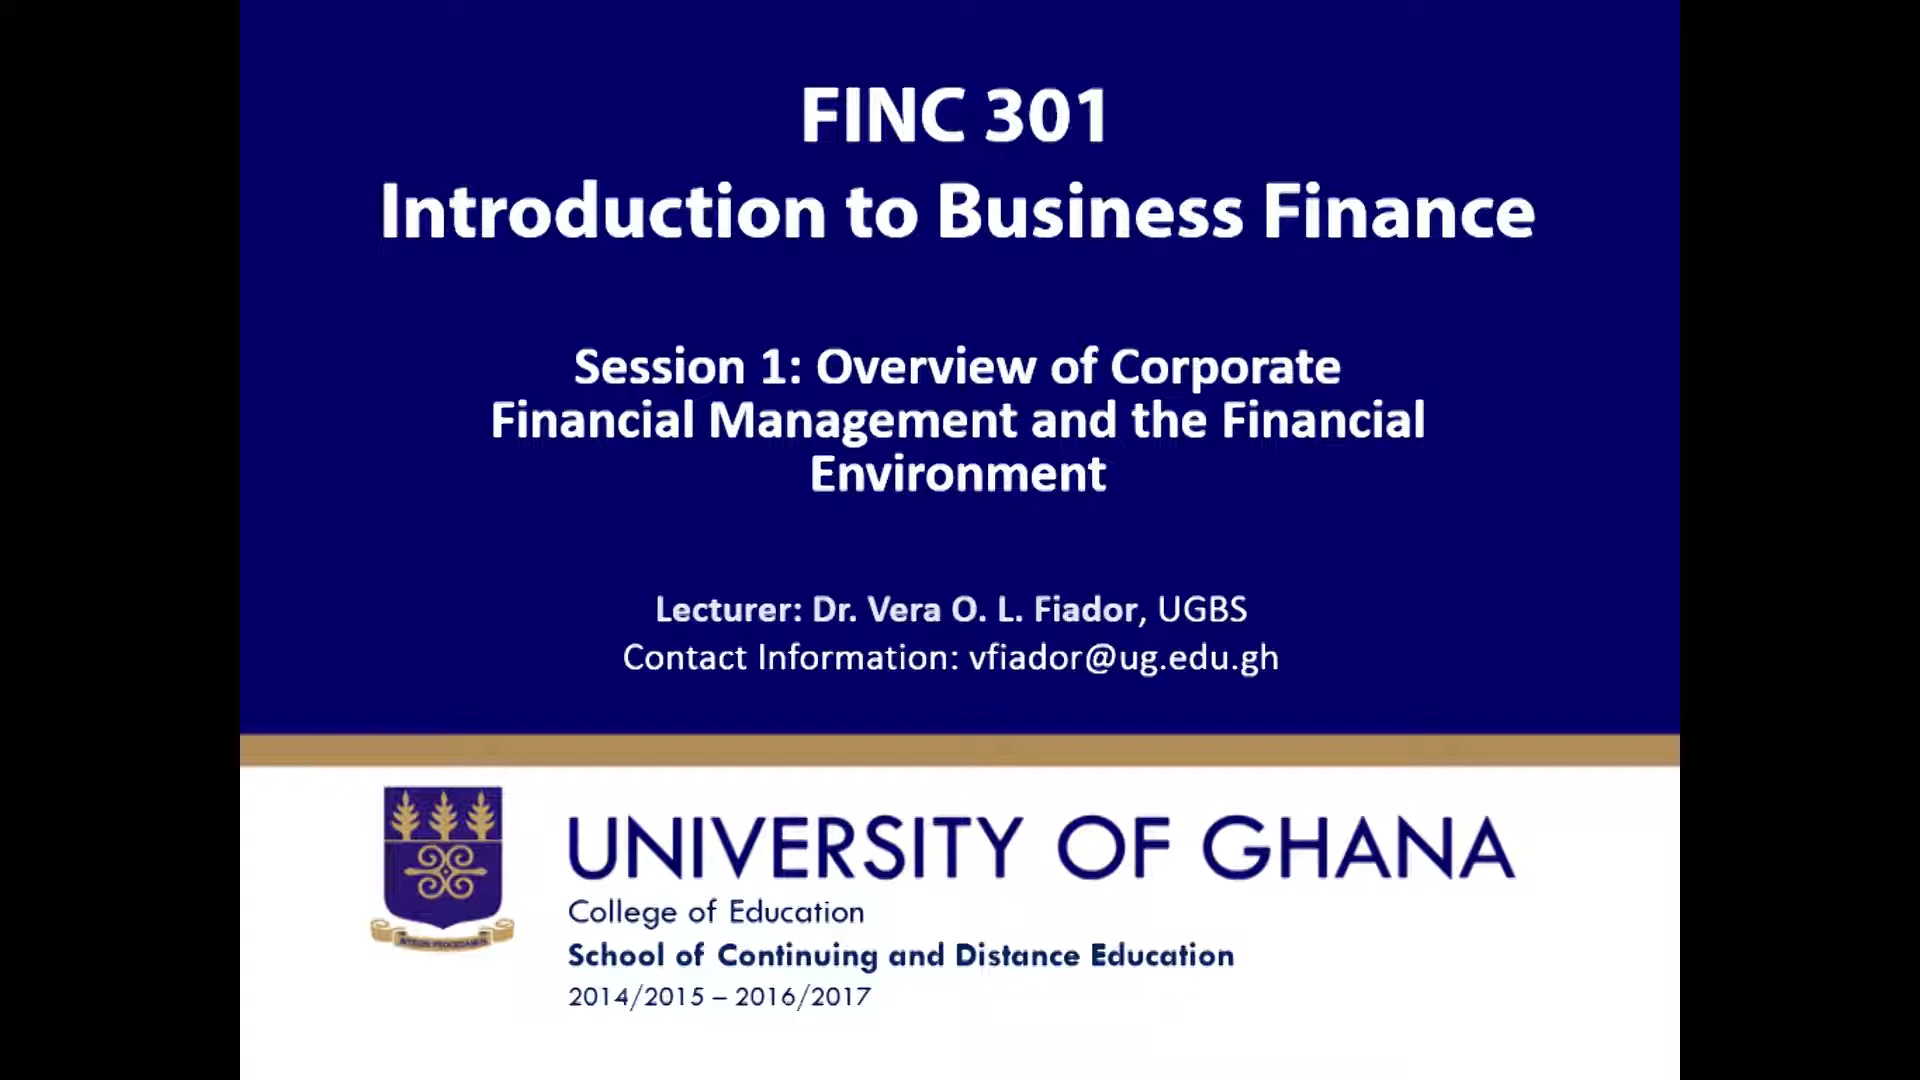 FINC 301
Introduction to Business Finance
Session 1: Overview of Corporate
Financial Management and the Financial
Environment
Lecturer: Dr. Vera O. L. Fiador, UGBS
Contact Information: vfiador@ug.edu.gh
UNIVERSITY OF GHANA
College of Education
School of Continuing and Distance Education
2014/2015 – 2016/2017